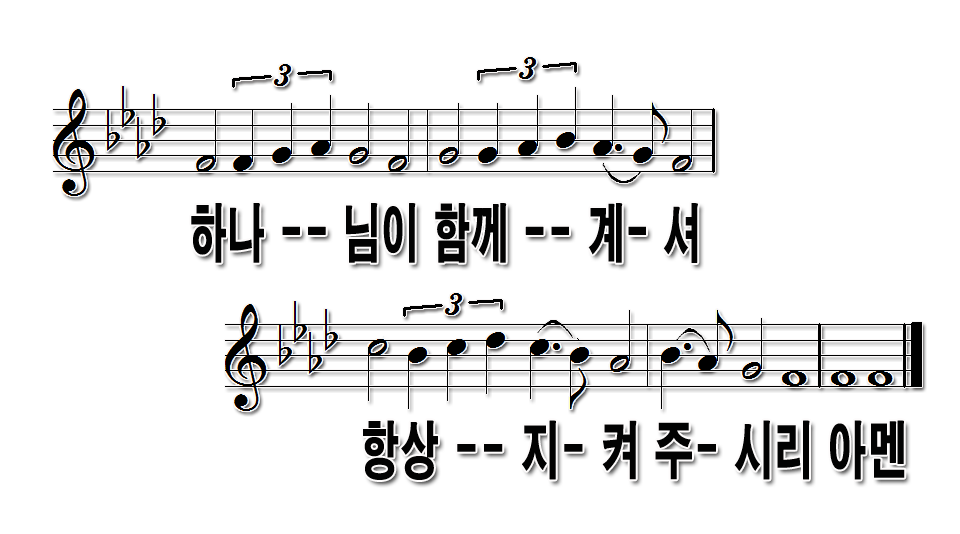 3 3
하나 -- 님이 함께 -- 계- 셔
3
항상 -- 지- 켜 주- 시리 아멘